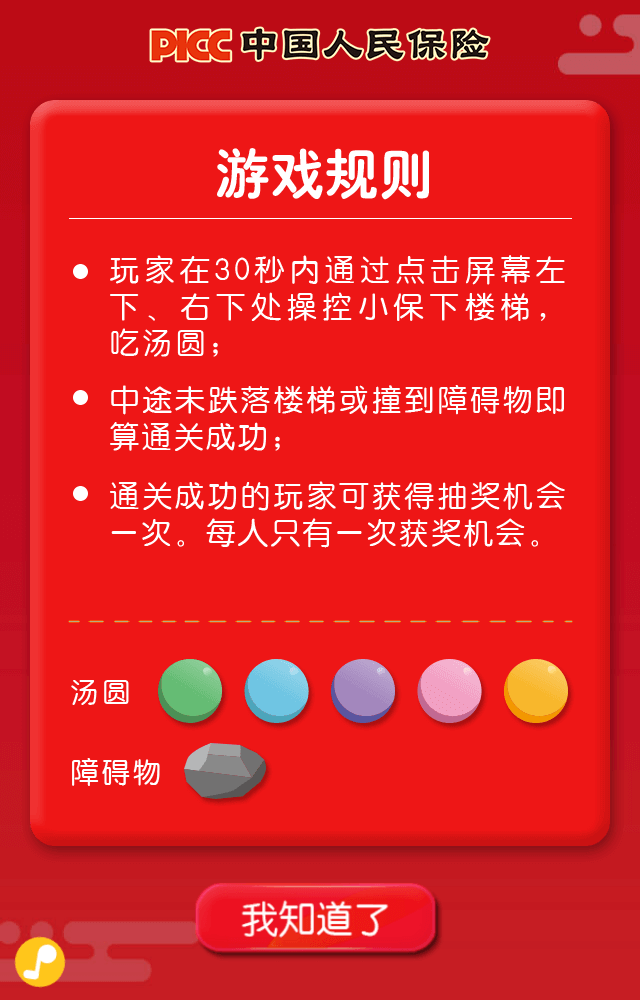 PICC 中国人民保险
游戏规则
玩家在30秒内通过点击屏幕左
下、右下处操控小保下楼梯，
吃汤圆；
中途未跌落楼梯或撞到障碍物即
算通关成功；
通关成功的玩家可获得抽奖机会
一次。每人只有一次获奖机会。
汤圆
障碍物
我知道了